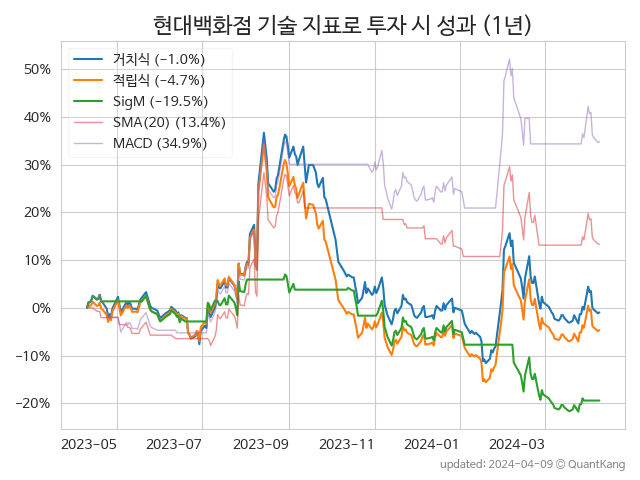 현대백화점 기술 지표로 투자 시 성과 (1년)
거치식 (−1.0%)
적립식 (−4.7%)
SigM (−19.5%)
SMA(20) (13.4%)
MACD (34.9%)
50%
40%
30%
20%
10%
0%
−10%
−20%
2023-05 2023-07 2023-09 2023-11 2024-01 2024-03
updated: 2024-04-09 © QuantKang